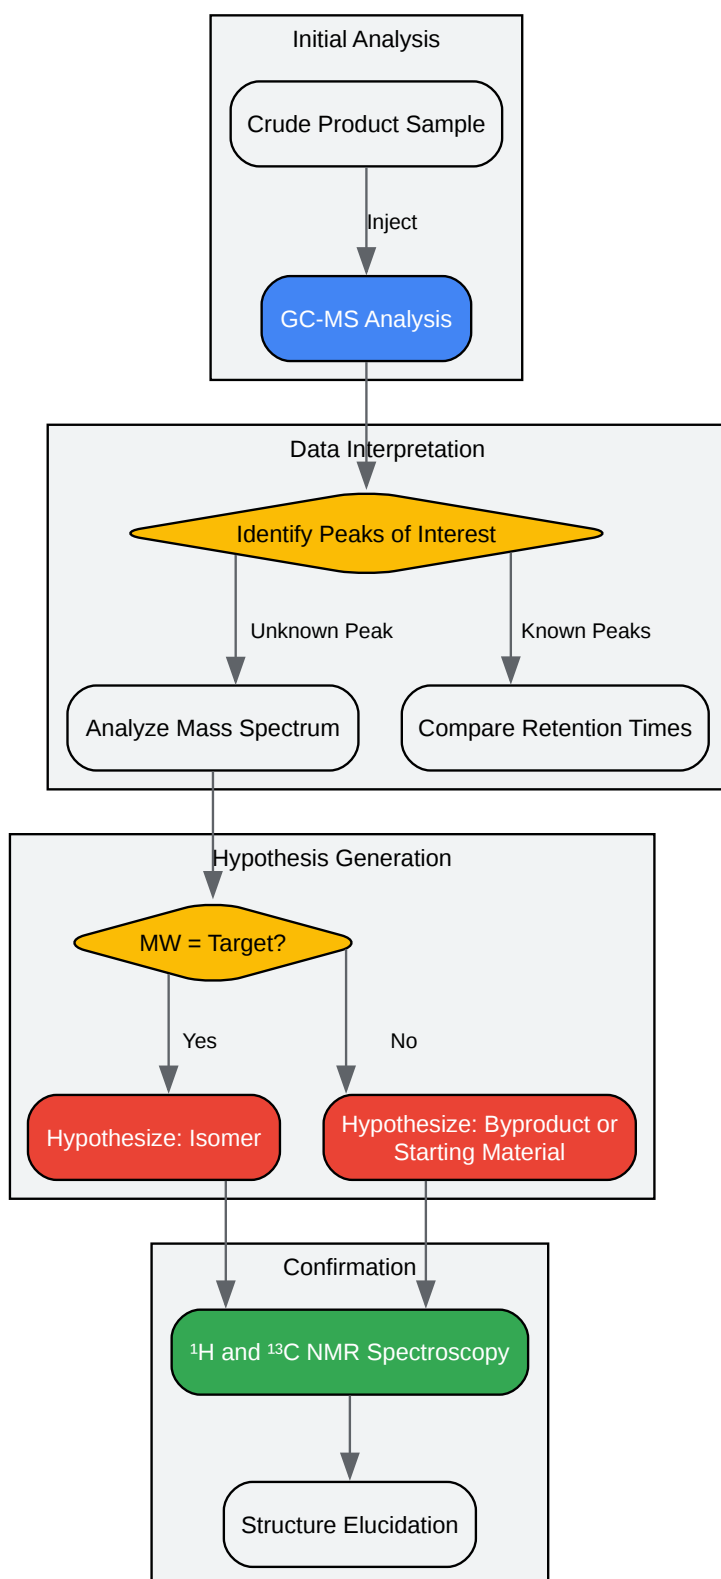 Initial Analysis
Crude Product Sample
Inject
GC-MS Analysis
Data Interpretation
Identify Peaks of Interest
Unknown Peak
Known Peaks
Analyze Mass Spectrum
Compare Retention Times
Hypothesis Generation
MW = Target?
Yes
No
Hypothesize: Isomer
Hypothesize: Byproduct or
Starting Material
Confirmation
¹H and ¹³C NMR Spectroscopy
Structure Elucidation